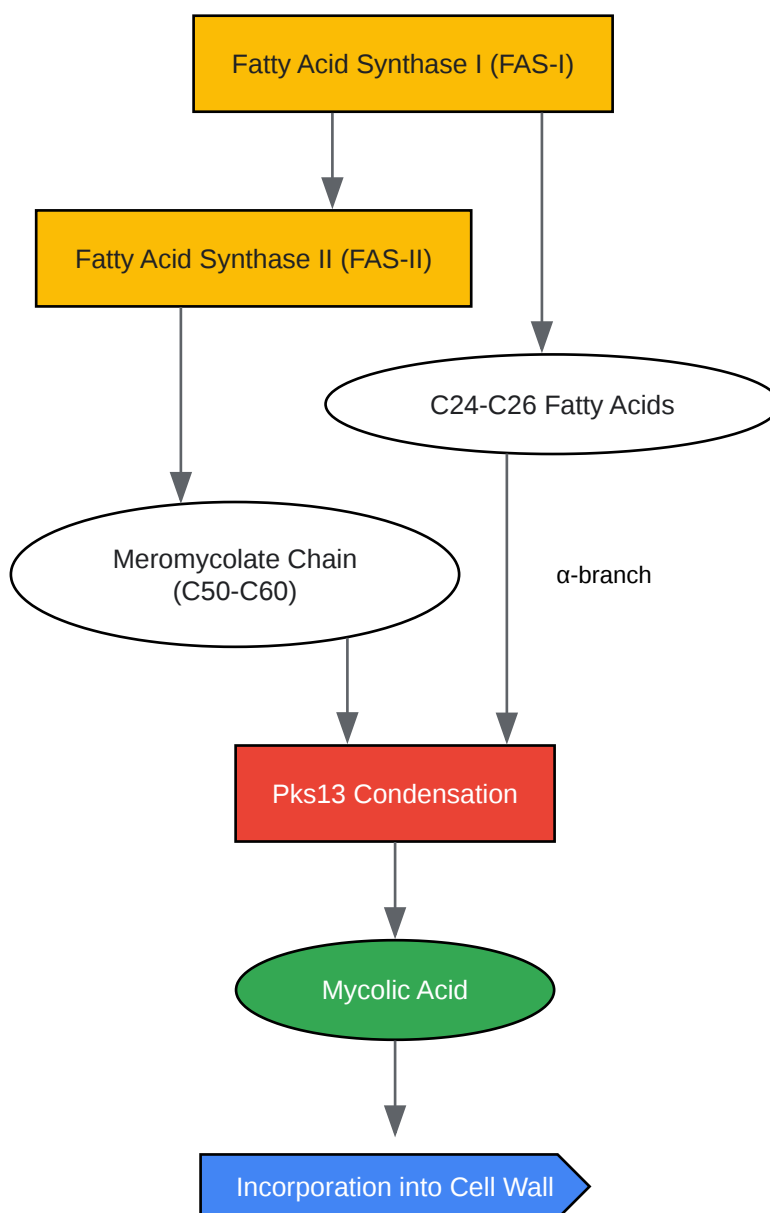 Fatty Acid Synthase I (FAS-I)
Fatty Acid Synthase II (FAS-II)
C24-C26 Fatty Acids
Meromycolate Chain
(C50-C60)
α-branch
Pks13 Condensation
Mycolic Acid
Incorporation into Cell Wall